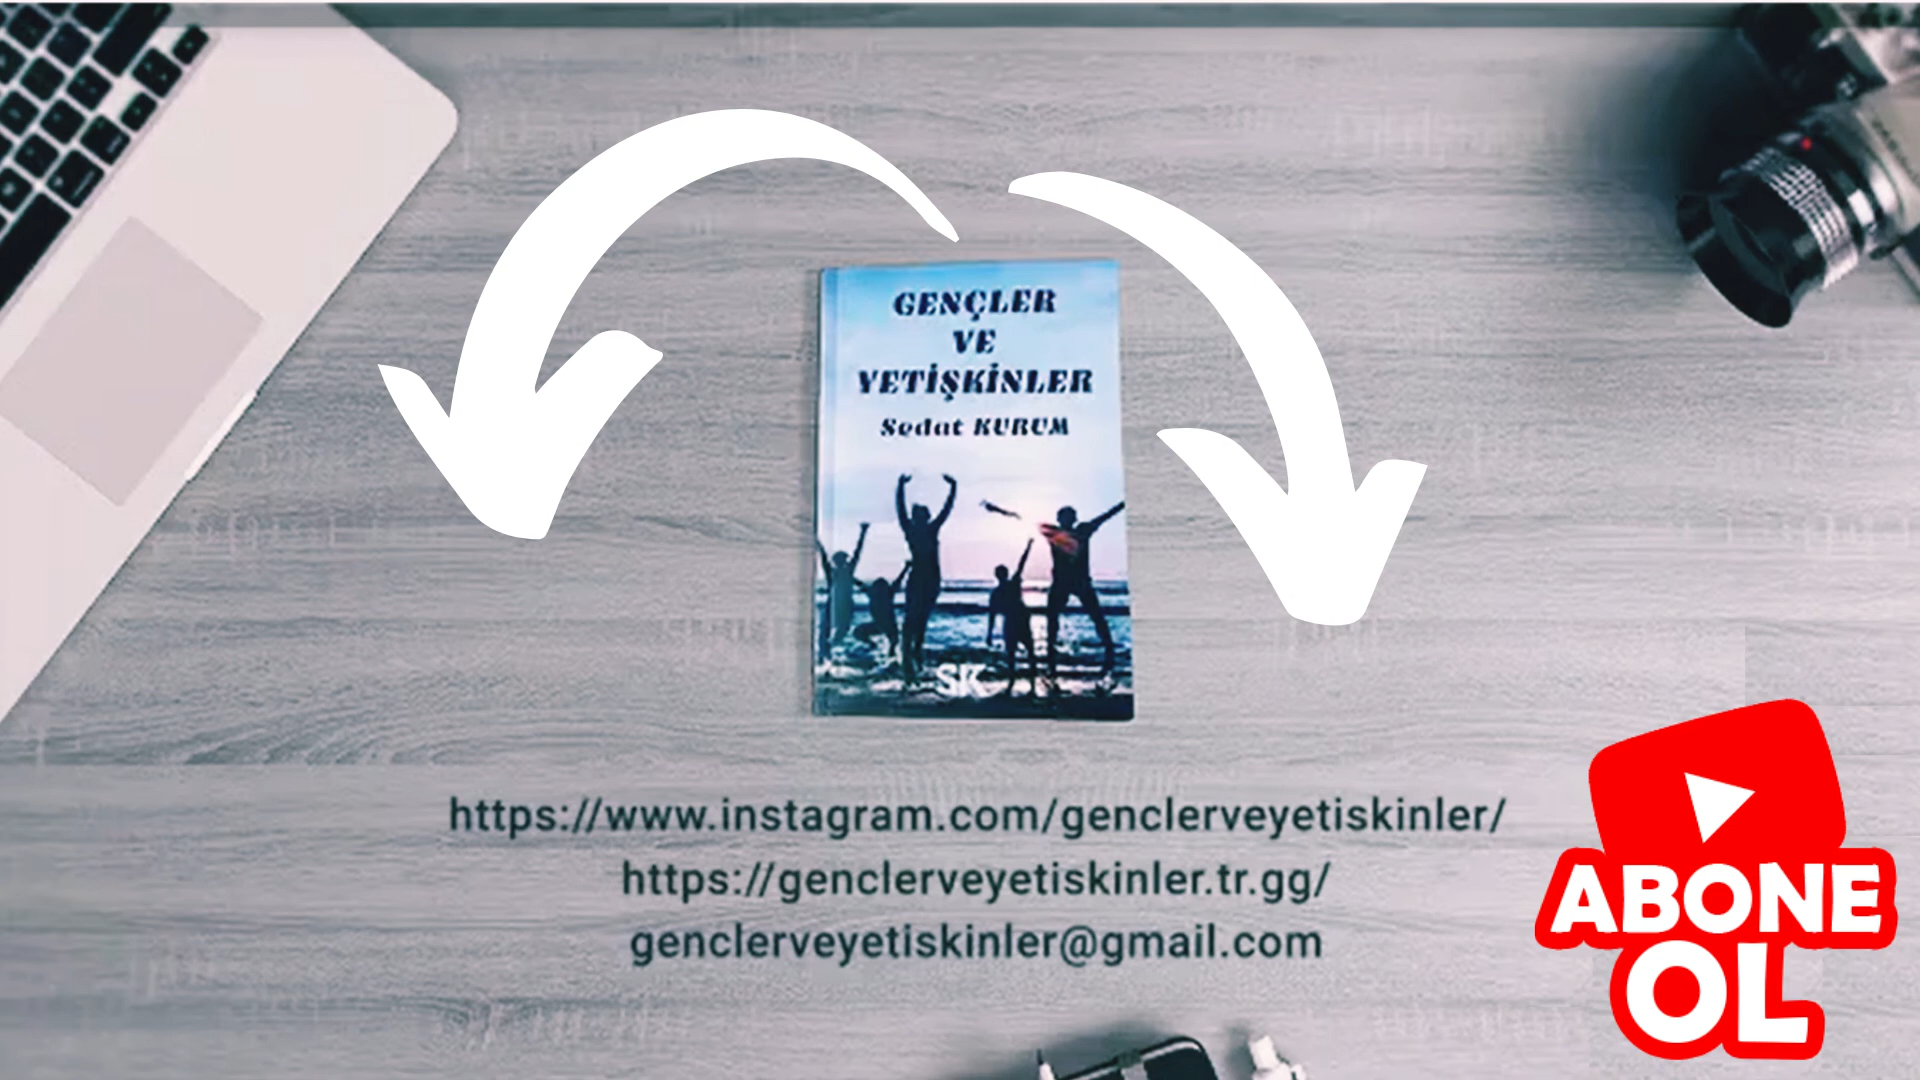 GENÇLER
VE
YETİŞKİNLER
Sedat KURUM
SK
https://www.instagram.com/genclerveyetiskinler/
https://genclerveyetiskinler.tr.gg/
genclerveyetiskinler@gmail.com
ABONE
OL